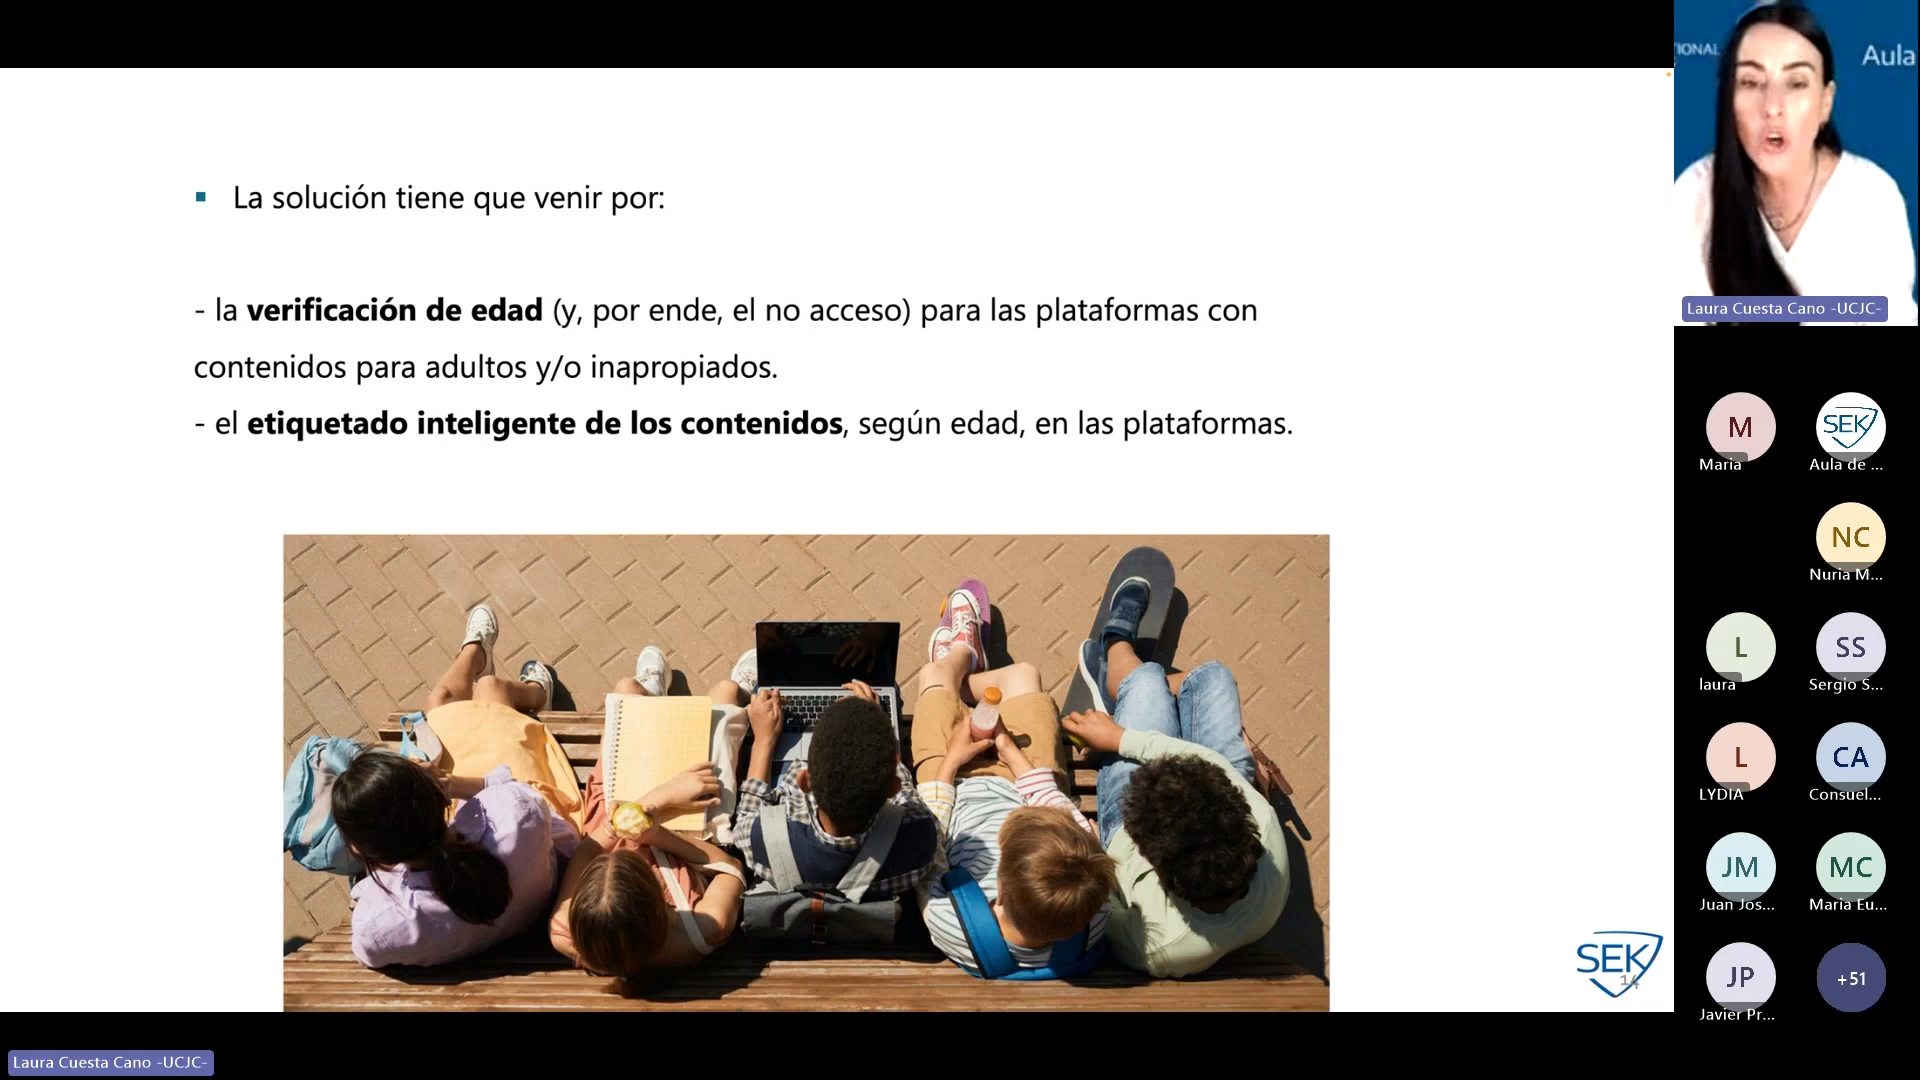 La solución tiene que venir por:
- la verificación de edad (y, por ende, el no acceso) para las plataformas con
contenidos para adultos y/o inapropiados.
- el etiquetado inteligente de los contenidos, según edad, en las plataformas.
SEK
14
IONAL
Aula
Laura Cuesta Cano -UCJC-
M
Maria
SEK
Aula de ...
NC
Nuria M...
L
laura
SS
Sergio S...
L
LYDIA
CA
Consuel...
JM
Juan Jos...
MC
Maria Eu...
JP
Javier Pr...
+51
Laura Cuesta Cano -UCJC-